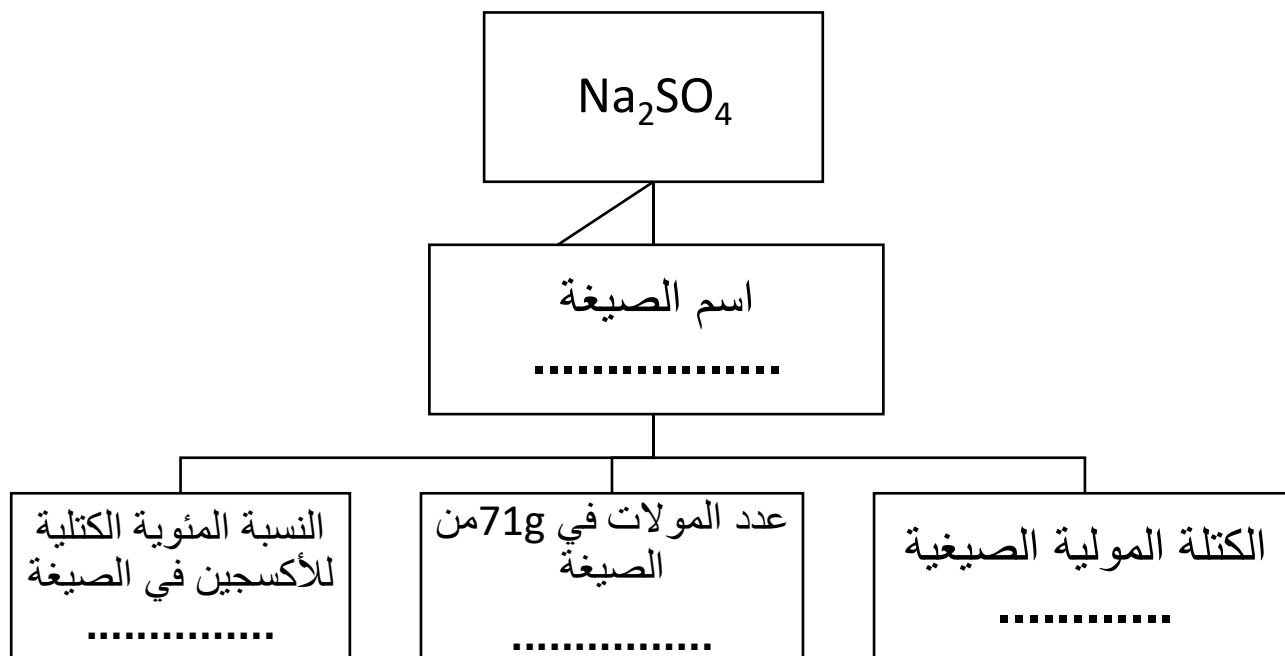 Na₂SO₄
اسم الصيغة
.................
الكتلة المولية الصيغية
............
عدد المولات في 71g من
الصيغة
................
النسبة المئوية الكتلية
للأكسجين في الصيغة
...............